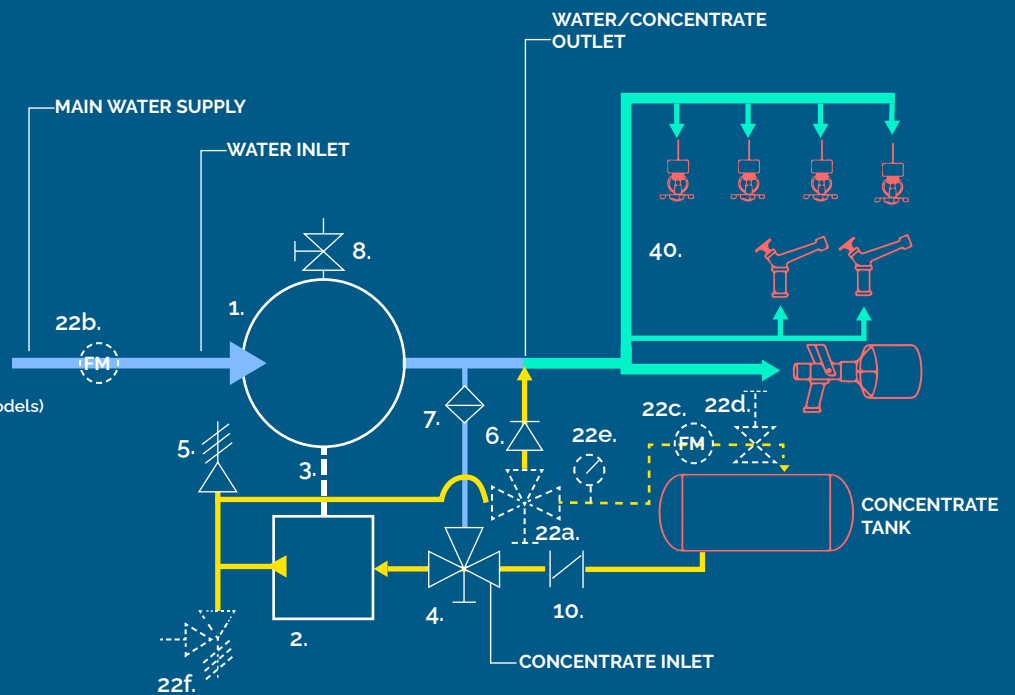 WATER/CONCENTRATE
OUTLET
MAIN WATER SUPPLY
WATER INLET
8.
40.
1.
22b.
FM
odels)
7.
6.
22c.
22d.
22e.
FM
5.
3.
CONCENTRATE
TANK
22a.
4.
10.
2.
CONCENTRATE INLET
22f.